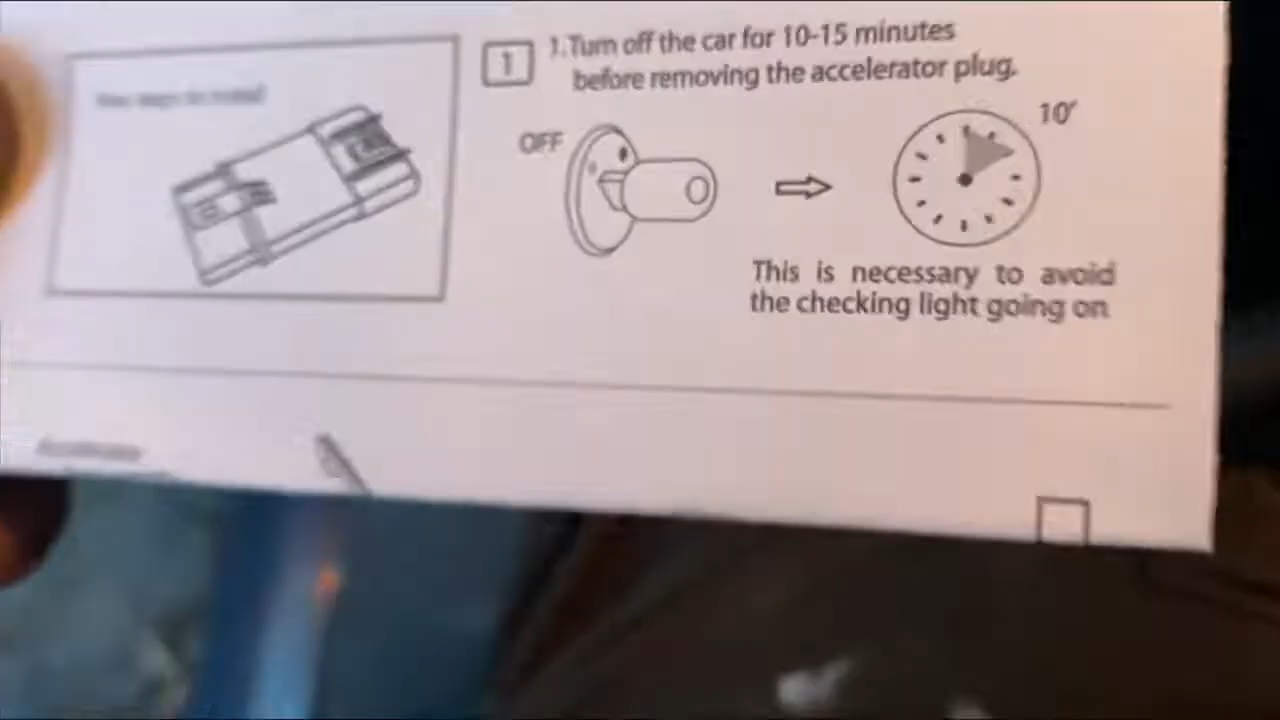 1
1.Turn off the car for 10-15 minutes
before removing the accelerator plug.
OFF
10'
This is necessary to avoid
the checking light going on